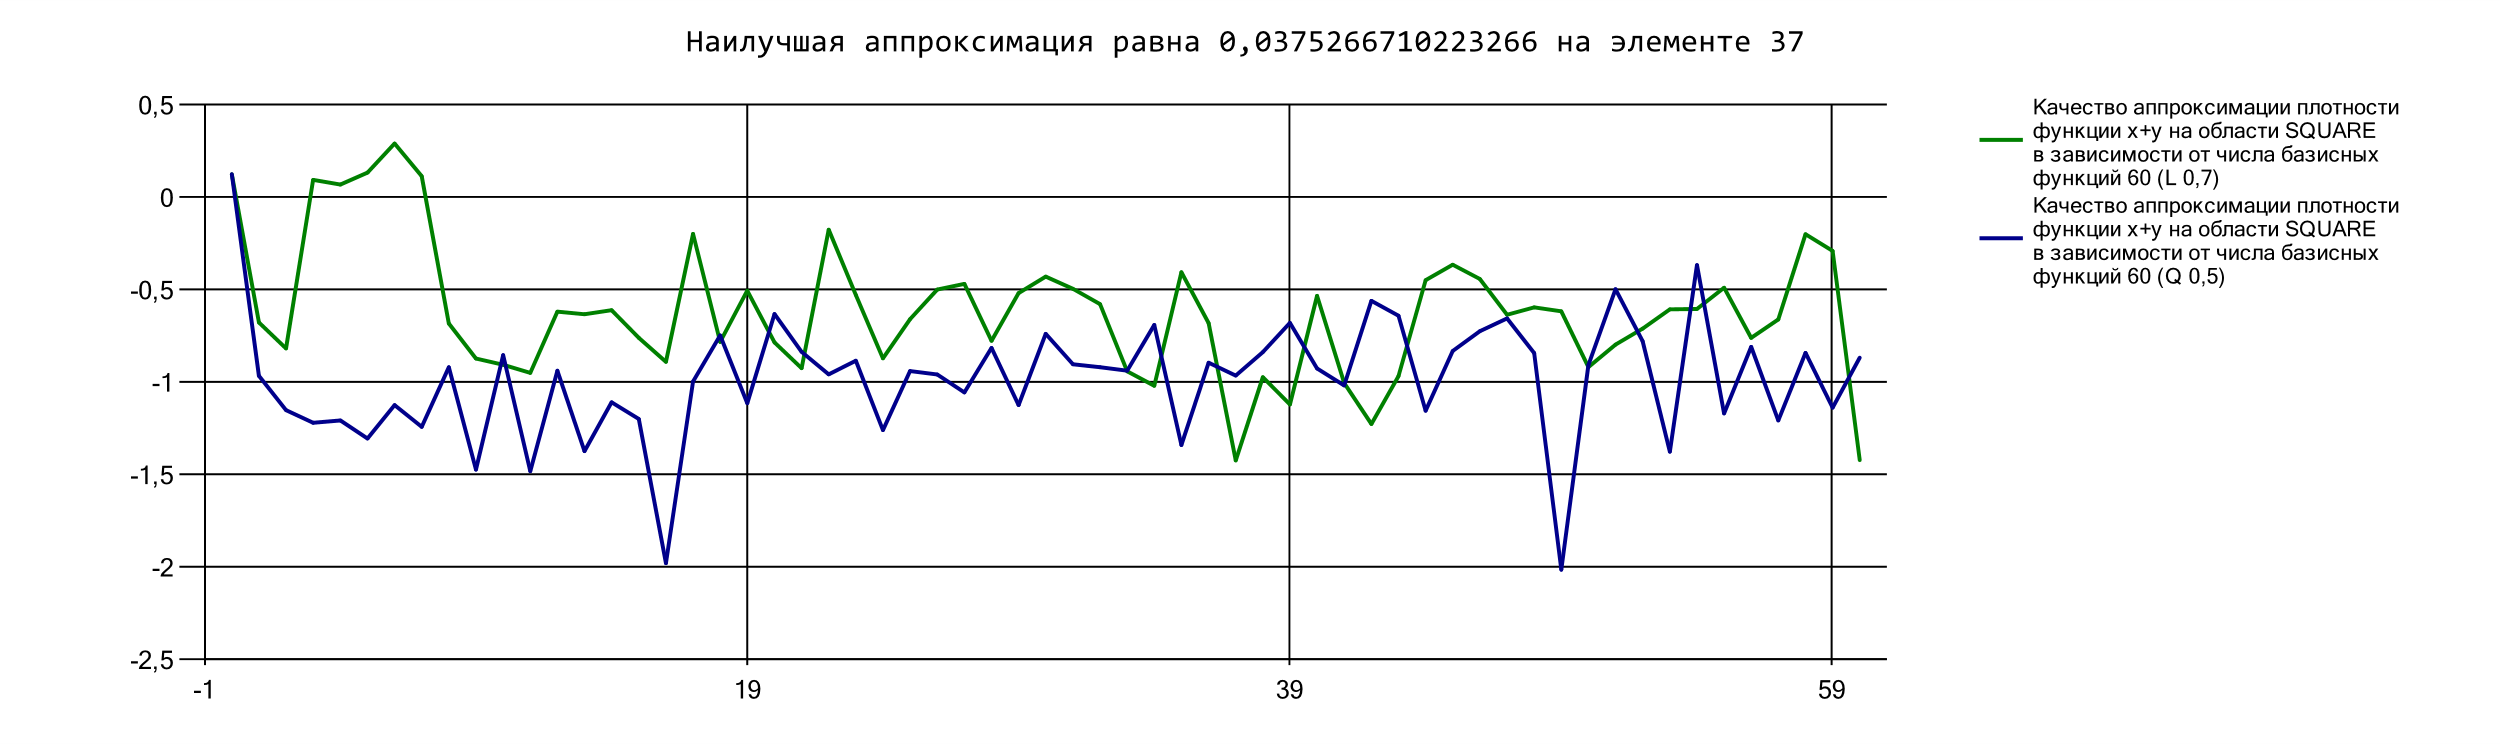 Наилучшая аппроксимация равна 0,0375266710223266 на элементе 37
0,5
0
-0,5
-1
-1,5
-2
-2,5
-1
19
39
59
Качество аппроксимации плотности
функции x+y на области SQUARE
в зависимости от числа базисных
функций 60 (L 0,7)
Качество аппроксимации плотности
функции x+y на области SQUARE
в зависимости от числа базисных
функций 60 (Q 0,5)